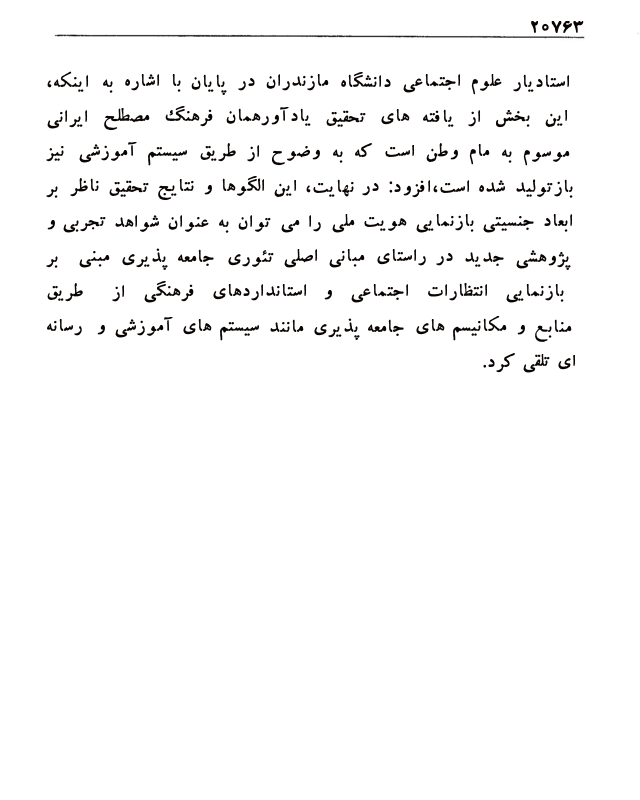 ۲۰۷۶۳
استادیار علوم اجتماعی دانشگاه مازندران در پایان با اشاره به اینکه،
این بخش از یافته های تحقیق یادآورهمان فرهنگ مصطلح ایرانی
موسوم به مام وطن است که به وضوح از طریق سیستم آموزشی نیز
بازتولید شده است،افزود: در نهایت، این الگوها و نتایج تحقیق ناظر بر
ابعاد جنسیتی بازنمایی هویت ملی را می توان به عنوان شواهد تجربی و
پژوهشی جدید در راستای مبانی اصلی تئوری جامعه پذیری مبنی بر
بازنمایی انتظارات اجتماعی و استانداردهای فرهنگی از طریق
منابع و مکانیسم های جامعه پذیری مانند سیستم های آموزشی و رسانه
ای تلقی کرد.